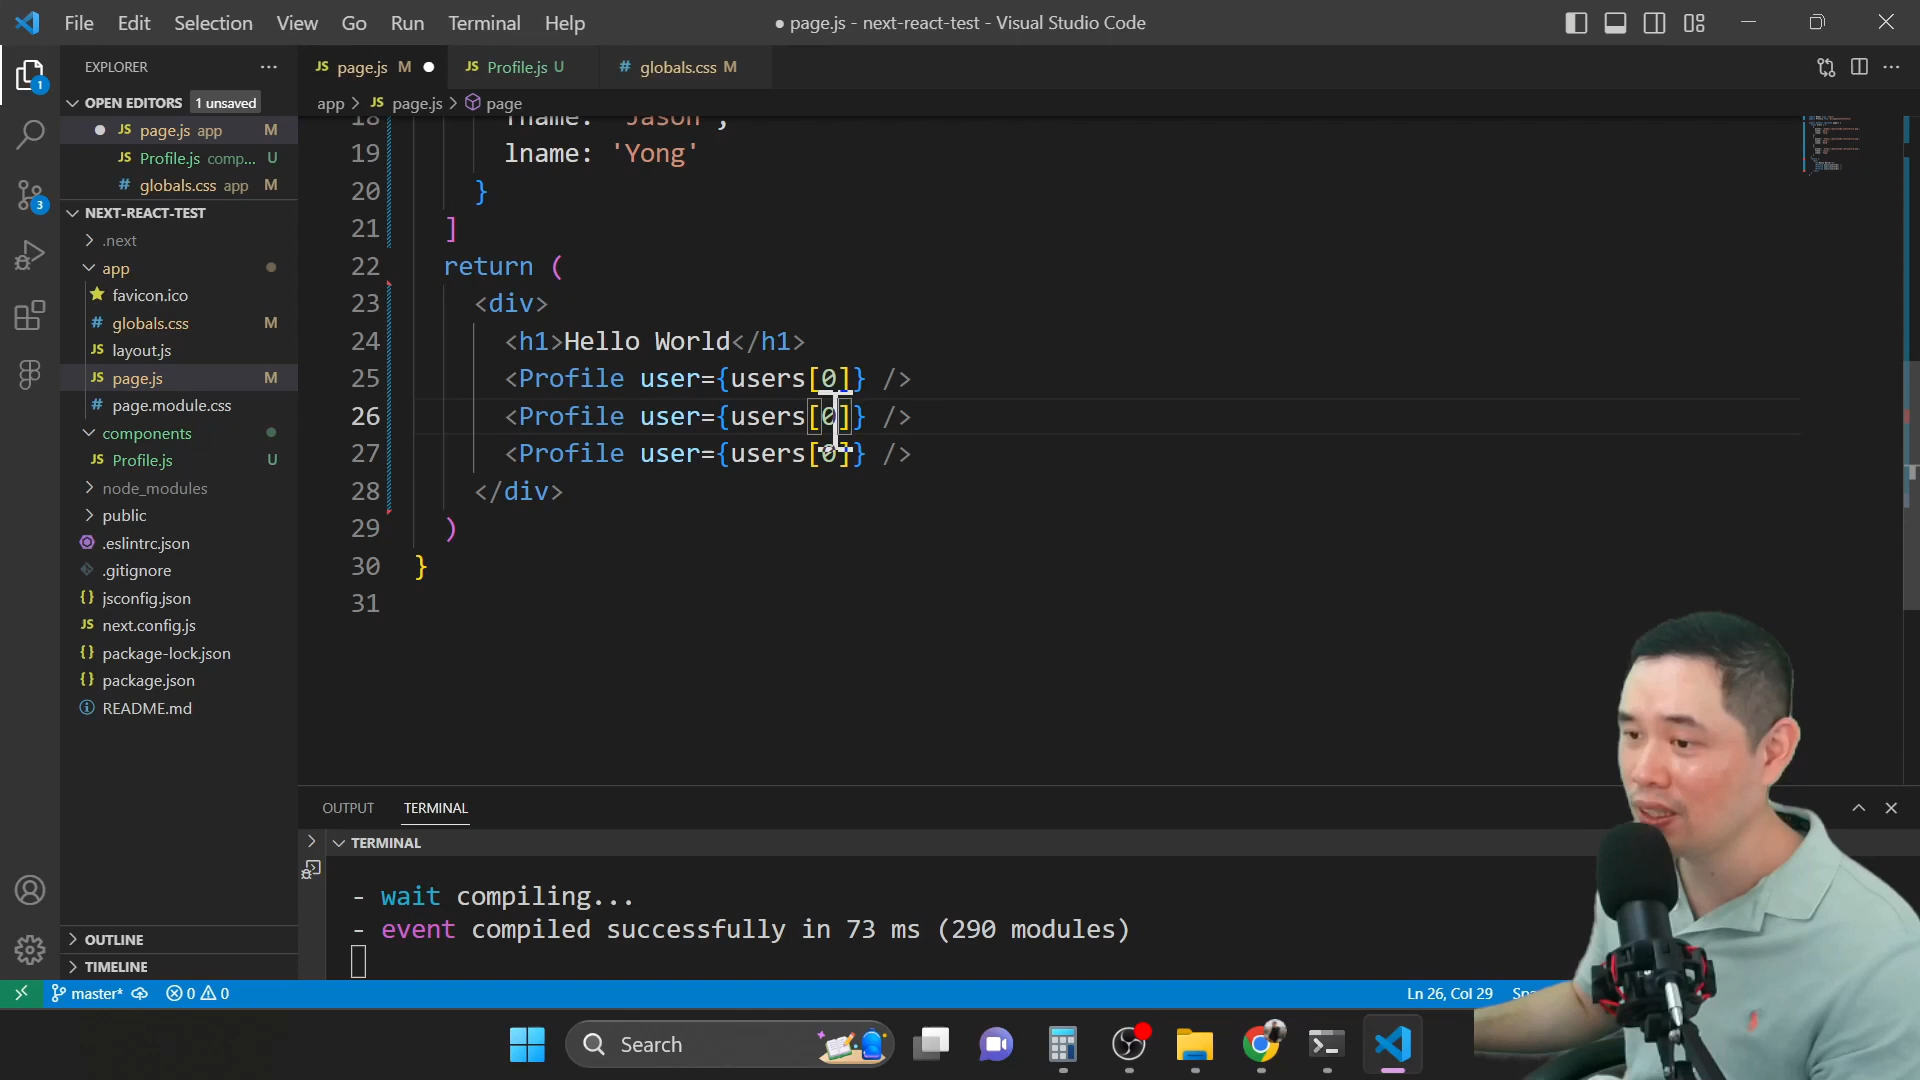 File Edit Selection View Go Run Terminal Help
● page.js - next-react-test - Visual Studio Code
EXPLORER
JS page.js M ●
JS Profile.js U
# globals.css M
OPEN EDITORS 1 unsaved
app > JS page.js > page
● JS page.js app M
JS Profile.js comp... U
# globals.css app M
NEXT-REACT-TEST
.next
app
favicon.ico
# globals.css M
JS layout.js
JS page.js M
# page.module.css
components
JS Profile.js U
node_modules
public
.eslintrc.json
.gitignore
{} jsconfig.json
JS next.config.js
{} package-lock.json
{} package.json
README.md
OUTLINE
TIMELINE
1
3
18 fname: 'Jason',
19 lname: 'Yong'
20 }
21 ]
22 return (
23 <div>
24 <h1>Hello World</h1>
25 <Profile user={users[0]} />
26 <Profile user={users[0]} />
27 <Profile user={users[0]} />
28 </div>
29 )
30 }
31
OUTPUT TERMINAL
TERMINAL
- wait compiling...
- event compiled successfully in 73 ms (290 modules)
master* 0 0
Ln 26, Col 29
Search